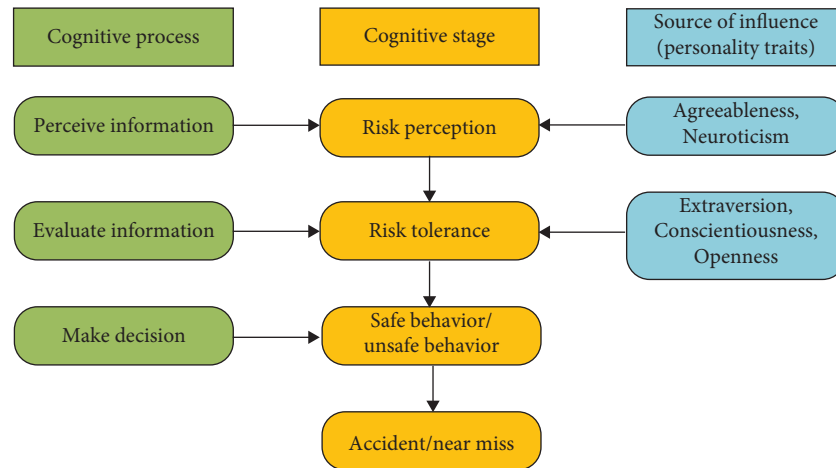 Cognitive process
Cognitive stage
Source of influence
(personality traits)
Perceive information
Risk perception
Agreeableness,
Neuroticism
Evaluate information
Risk tolerance
Extraversion,
Conscientiousness,
Openness
Make decision
Safe behavior/
unsafe behavior
Accident/near miss